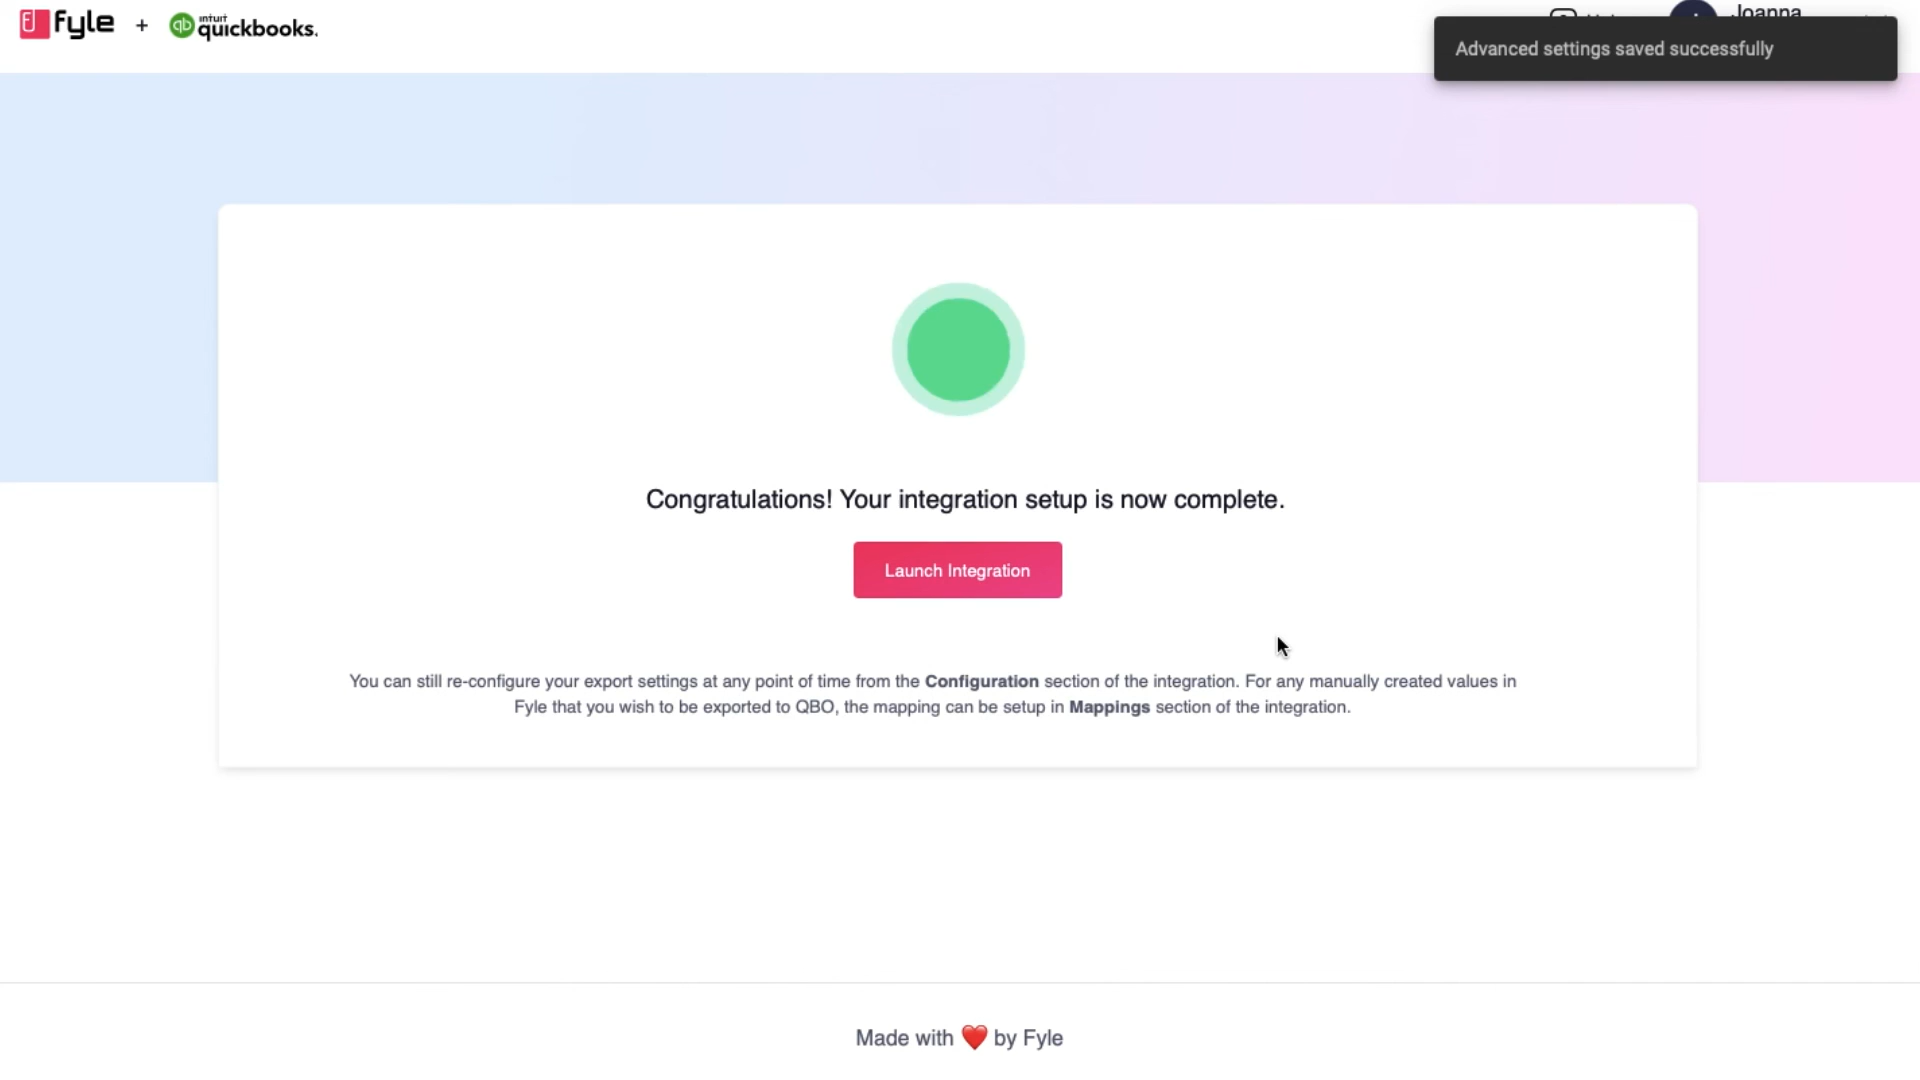 fyle + qb intuit quickbooks.
Joanna
Advanced settings saved successfully
Congratulations! Your integration setup is now complete.
Launch Integration
You can still re-configure your export settings at any point of time from the Configuration section of the integration. For any manually created values in
Fyle that you wish to be exported to QBO, the mapping can be setup in Mappings section of the integration.
Made with ❤️ by Fyle